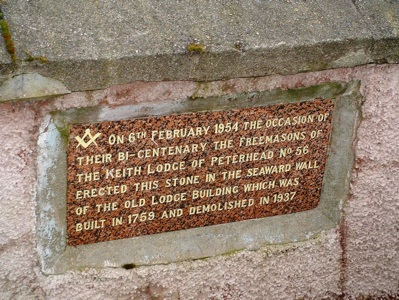 ON 6TH FEBRUARY 1954 THE OCCASION OF
THEIR BI-CENTENARY THE FREEMASONS OF
THE KEITH LODGE OF PETERHEAD No 56
ERECTED THIS STONE IN THE SEAWARD WALL
OF THE OLD LODGE BUILDING WHICH WAS
BUILT IN 1759 AND DEMOLISHED IN 1937